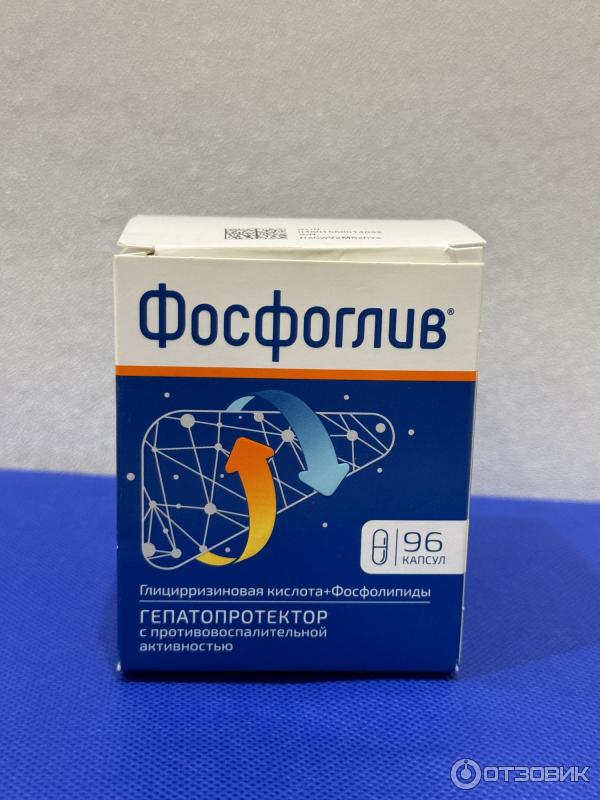 Фосфоглив®
96
КАПСУЛ
Глицирризиновая кислота+Фосфолипиды
ГЕПАТОПРОТЕКТОР
с противовоспалительной
активностью
ОТЗОВИК